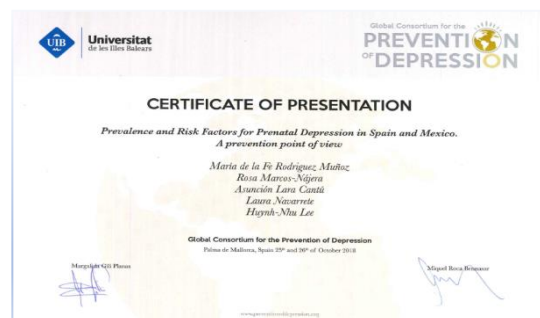 UIB
Universitat
de les Illes Balears
Global Consortium for the
PREVENTION
OF DEPRESSION
CERTIFICATE OF PRESENTATION
Prevalence and Risk Factors for Prenatal Depression in Spain and Mexico.
A prevention point of view
María de la Fe Rodríguez Muñoz
Rosa Marcos-Nájera
Asunción Lara Cantú
Laura Navarrete
Huynh-Nhu Lee
Global Consortium for the Prevention of Depression
Palma de Mallorca, Spain 25th and 26th of October 2018
Margalida Gili Planas
Miquel Roca Bennasar